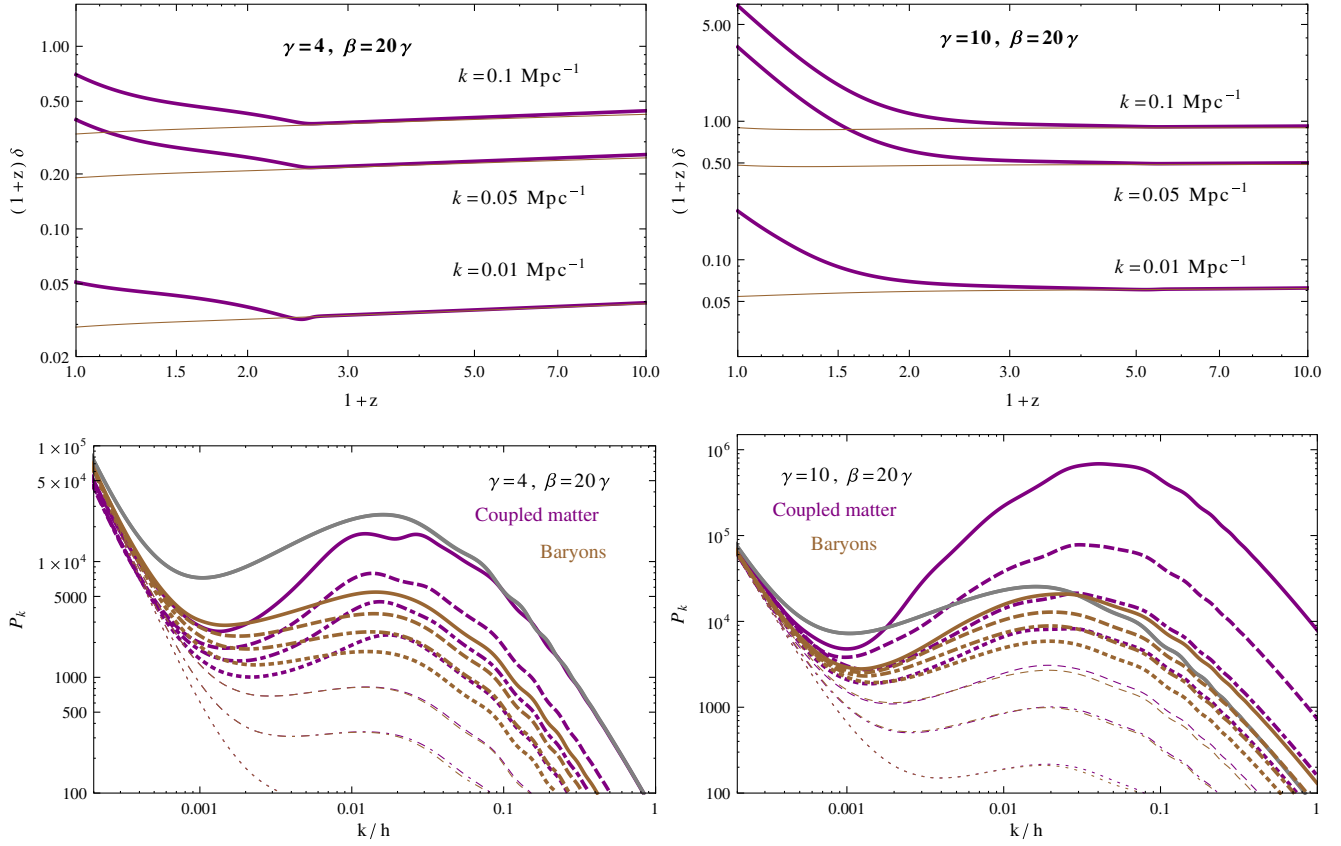 γ=4, β=20γ
k=0.1 Mpc⁻¹
k=0.05 Mpc⁻¹
k=0.01 Mpc⁻¹
(1+z) δ
1.00
0.50
0.20
0.10
0.05
0.02
1.0 1.5 2.0 3.0 5.0 7.0 10.0
1+z
γ=10, β=20γ
k=0.1 Mpc⁻¹
k=0.05 Mpc⁻¹
k=0.01 Mpc⁻¹
(1+z) δ
5.00
1.00
0.50
0.10
0.05
1.0 1.5 2.0 3.0 5.0 7.0 10.0
1+z
γ=4, β=20γ
Coupled matter
Baryons
P_k
1×10⁵
5×10⁴
1×10⁴
5000
1000
500
100
0.001 0.01 0.1 1
k/h
γ=10, β=20γ
Coupled matter
Baryons
P_k
10⁶
10⁵
10⁴
1000
100
0.001 0.01 0.1 1
k/h